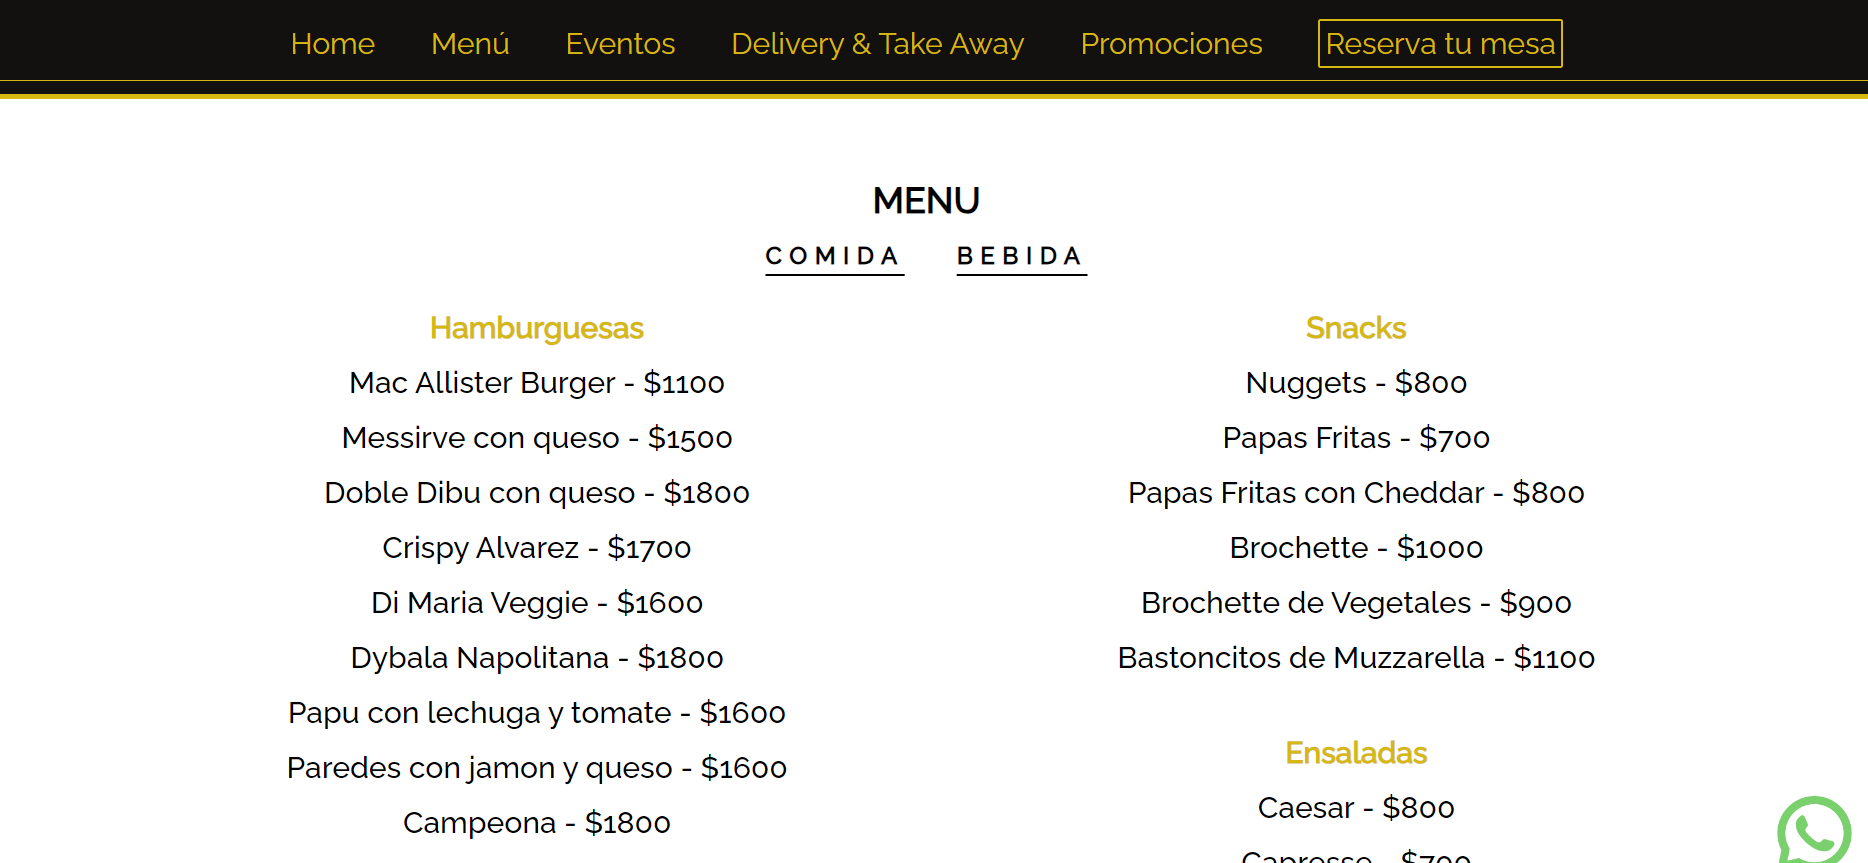 Home Menú Eventos Delivery & Take Away Promociones Reserva tu mesa
MENU
COMIDA BEBIDA
Hamburguesas
Mac Allister Burger - $1100
Messirve con queso - $1500
Doble Dibu con queso - $1800
Crispy Alvarez - $1700
Di Maria Veggie - $1600
Dybala Napolitana - $1800
Papu con lechuga y tomate - $1600
Paredes con jamon y queso - $1600
Campeona - $1800
Snacks
Nuggets - $800
Papas Fritas - $700
Papas Fritas con Cheddar - $800
Brochette - $1000
Brochette de Vegetales - $900
Bastoncitos de Muzzarella - $1100
Ensaladas
Caesar - $800
Capresse - $700